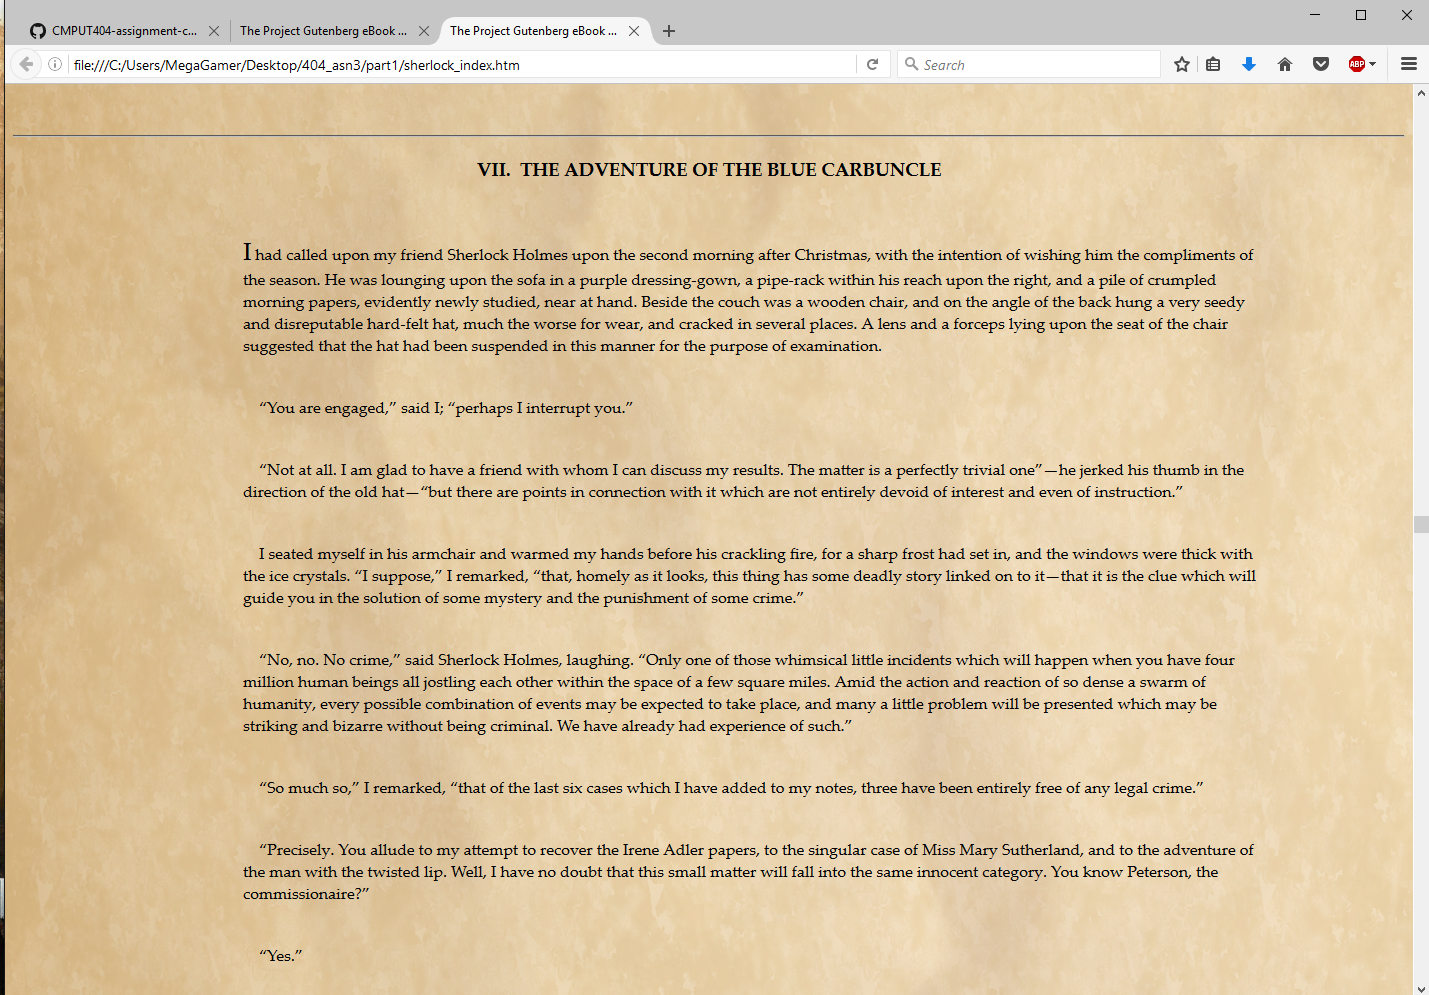 CMPUT404-assignment-c...
The Project Gutenberg eBook ...
The Project Gutenberg eBook ...
file:///C:/Users/MegaGamer/Desktop/404_asn3/part1/sherlock_index.htm
Search
ABP
VII. THE ADVENTURE OF THE BLUE CARBUNCLE
I had called upon my friend Sherlock Holmes upon the second morning after Christmas, with the intention of wishing him the compliments of
the season. He was lounging upon the sofa in a purple dressing-gown, a pipe-rack within his reach upon the right, and a pile of crumpled
morning papers, evidently newly studied, near at hand. Beside the couch was a wooden chair, and on the angle of the back hung a very seedy
and disreputable hard-felt hat, much the worse for wear, and cracked in several places. A lens and a forceps lying upon the seat of the chair
suggested that the hat had been suspended in this manner for the purpose of examination.
“You are engaged,” said I; “perhaps I interrupt you.”
“Not at all. I am glad to have a friend with whom I can discuss my results. The matter is a perfectly trivial one”—he jerked his thumb in the
direction of the old hat—“but there are points in connection with it which are not entirely devoid of interest and even of instruction.”
I seated myself in his armchair and warmed my hands before his crackling fire, for a sharp frost had set in, and the windows were thick with
the ice crystals. “I suppose,” I remarked, “that, homely as it looks, this thing has some deadly story linked on to it—that it is the clue which will
guide you in the solution of some mystery and the punishment of some crime.”
“No, no. No crime,” said Sherlock Holmes, laughing. “Only one of those whimsical little incidents which will happen when you have four
million human beings all jostling each other within the space of a few square miles. Amid the action and reaction of so dense a swarm of
humanity, every possible combination of events may be expected to take place, and many a little problem will be presented which may be
striking and bizarre without being criminal. We have already had experience of such.”
“So much so,” I remarked, “that of the last six cases which I have added to my notes, three have been entirely free of any legal crime.”
“Precisely. You allude to my attempt to recover the Irene Adler papers, to the singular case of Miss Mary Sutherland, and to the adventure of
the man with the twisted lip. Well, I have no doubt that this small matter will fall into the same innocent category. You know Peterson, the
commissionaire?”
“Yes.”